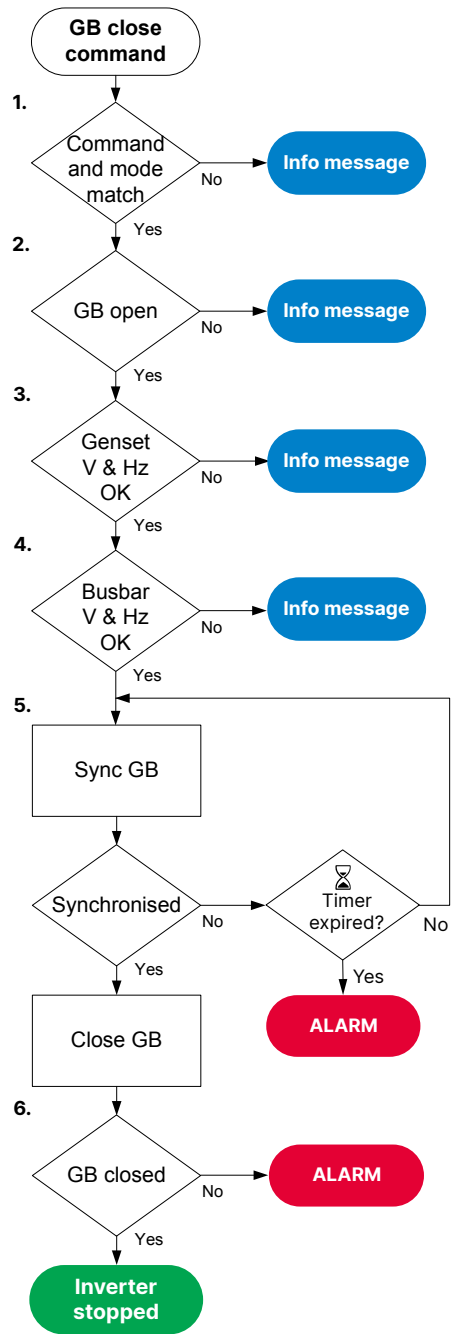 GB close
command
1.
Command
and mode
match
No
Info message
Yes
2.
GB open
No
Info message
Yes
3.
Genset
V & Hz
OK
No
Info message
Yes
4.
Busbar
V & Hz
OK
No
Info message
Yes
5.
Sync GB
Synchronised
No
Timer
expired?
No
Yes
Yes
ALARM
Close GB
6.
GB closed
No
ALARM
Yes
Inverter
stopped